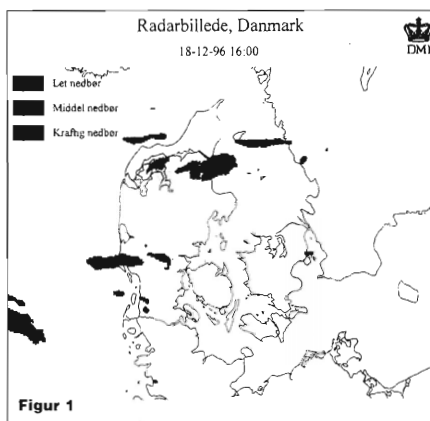 Radarbillede, Danmark
18-12-96 16:00
DMI
Let nedbør
Middel nedbør
Kraftig nedbør
Figur 1